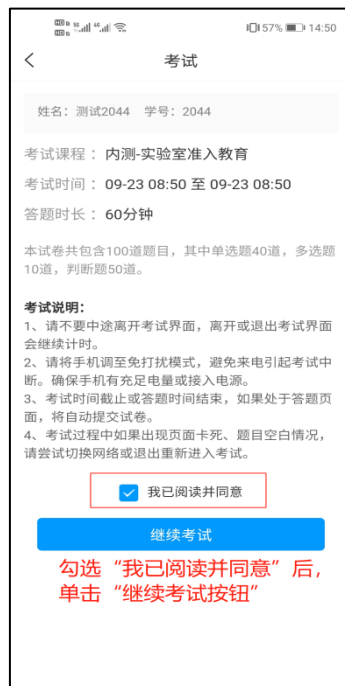 57% 14:50
考试
姓名：测试2044 学号：2044
考试课程： 内测-实验室准入教育
考试时间： 09-23 08:50 至 09-23 08:50
答题时长： 60分钟
本试卷共包含100道题目，其中单选题40道，多选题
10道，判断题50道。
考试说明：
1、请不要中途离开考试界面，离开或退出考试界面
会继续计时。
2、请将手机调至免打扰模式，避免来电引起考试中
断。确保手机有充足电量或接入电源。
3、考试时间截止或答题时间结束，如果处于答题页
面，将自动提交试卷。
4、考试过程中如果出现页面卡死、题目空白情况，
请尝试切换网络或退出重新进入考试。
我已阅读并同意
继续考试
勾选“我已阅读并同意”后，
单击“继续考试按钮”